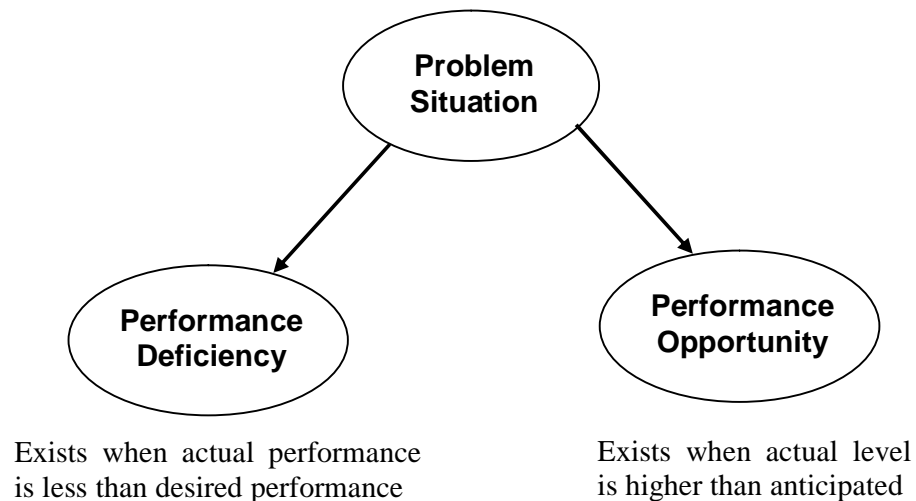 Problem
Situation
Performance
Deficiency
Performance
Opportunity
Exists when actual performance
is less than desired performance
Exists when actual level
is higher than anticipated